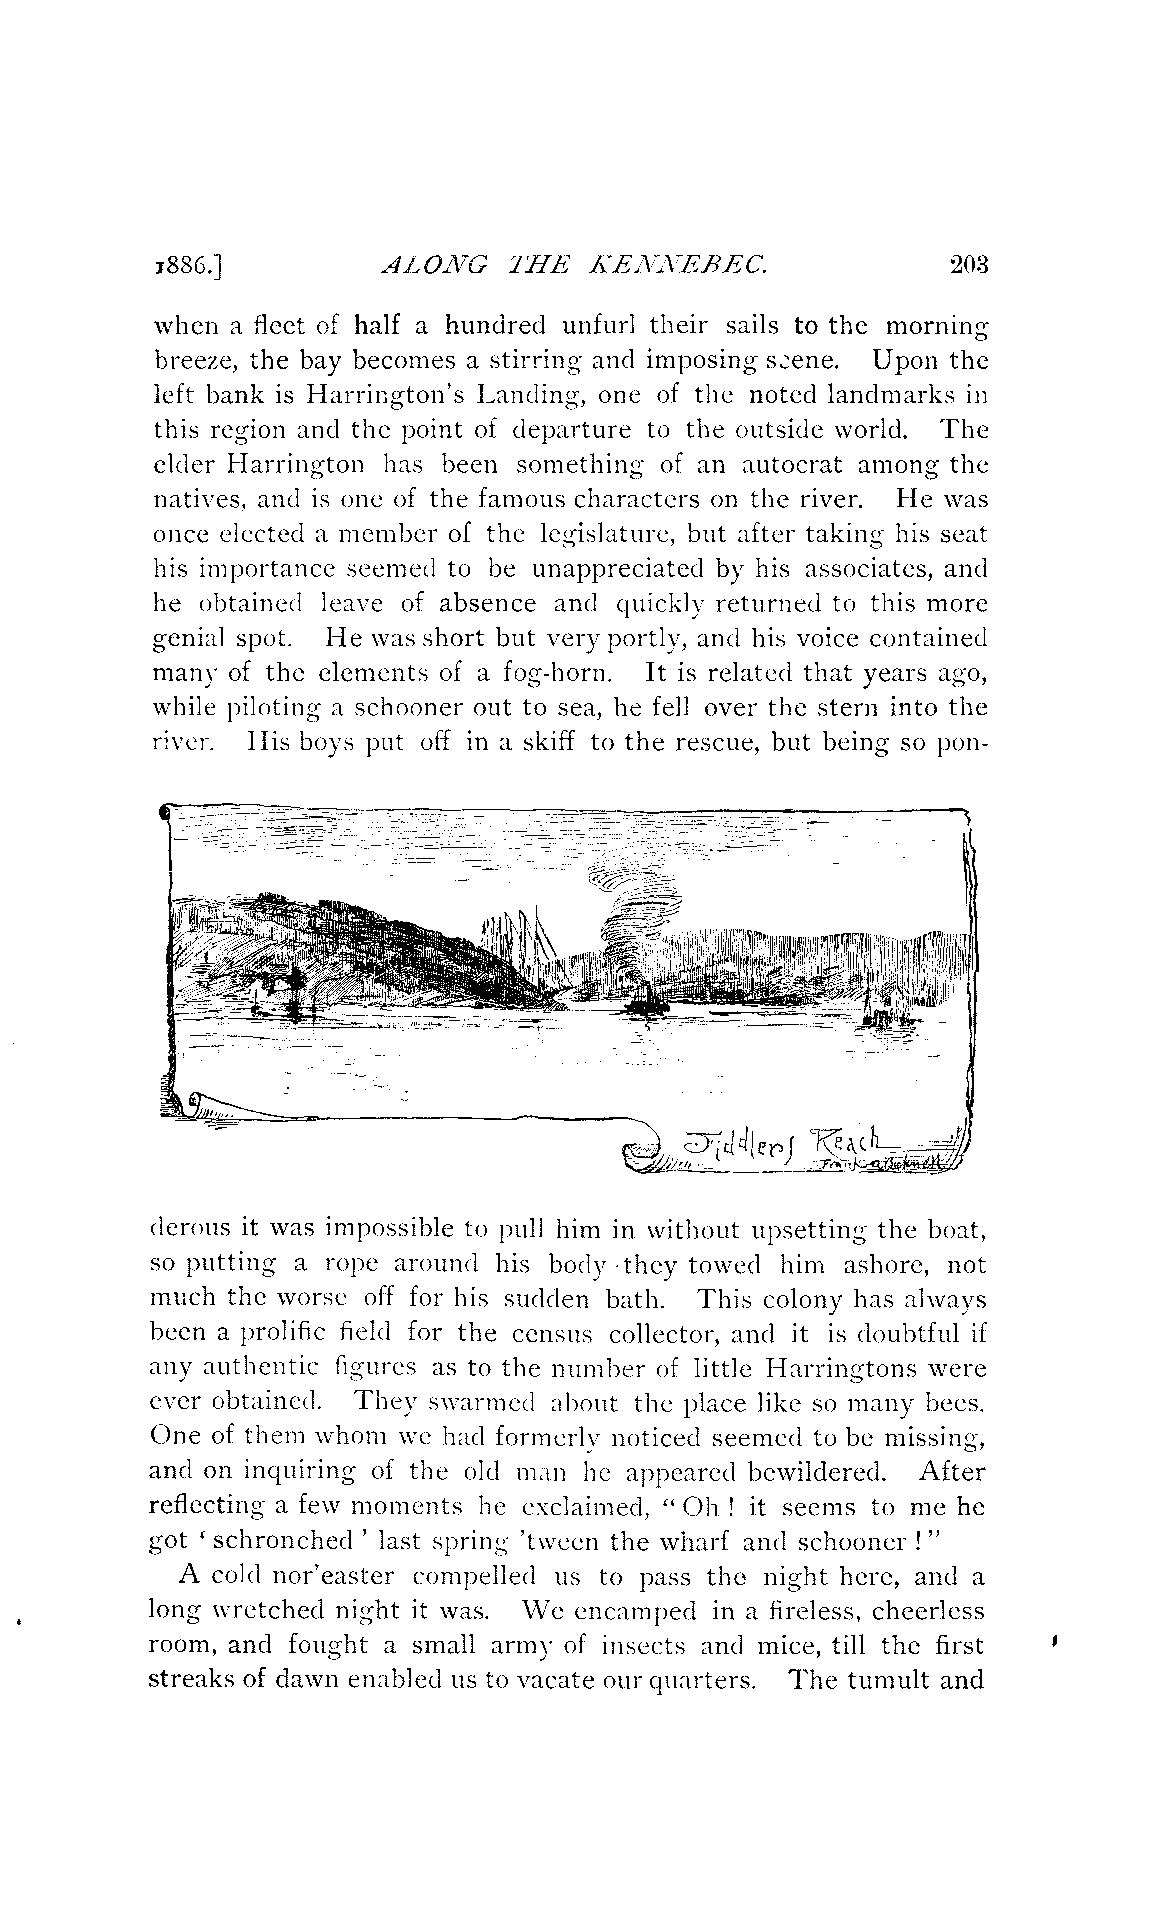 1886.] ALONG THE KENNEBEC. 203
when a fleet of half a hundred unfurl their sails to the morning
breeze, the bay becomes a stirring and imposing scene. Upon the
left bank is Harrington's Landing, one of the noted landmarks in
this region and the point of departure to the outside world. The
elder Harrington has been something of an autocrat among the
natives, and is one of the famous characters on the river. He was
once elected a member of the legislature, but after taking his seat
his importance seemed to be unappreciated by his associates, and
he obtained leave of absence and quickly returned to this more
genial spot. He was short but very portly, and his voice contained
many of the elements of a fog-horn. It is related that years ago,
while piloting a schooner out to sea, he fell over the stern into the
river. His boys put off in a skiff to the rescue, but being so pon-
Fiddlers Reach
derous it was impossible to pull him in without upsetting the boat,
so putting a rope around his body they towed him ashore, not
much the worse off for his sudden bath. This colony has always
been a prolific field for the census collector, and it is doubtful if
any authentic figures as to the number of little Harringtons were
ever obtained. They swarmed about the place like so many bees.
One of them whom we had formerly noticed seemed to be missing,
and on inquiring of the old man he appeared bewildered. After
reflecting a few moments he exclaimed, "Oh! it seems to me he
got 'schronched' last spring 'tween the wharf and schooner!"
A cold nor'easter compelled us to pass the night here, and a
long wretched night it was. We encamped in a fireless, cheerless
room, and fought a small army of insects and mice, till the first
streaks of dawn enabled us to vacate our quarters. The tumult and